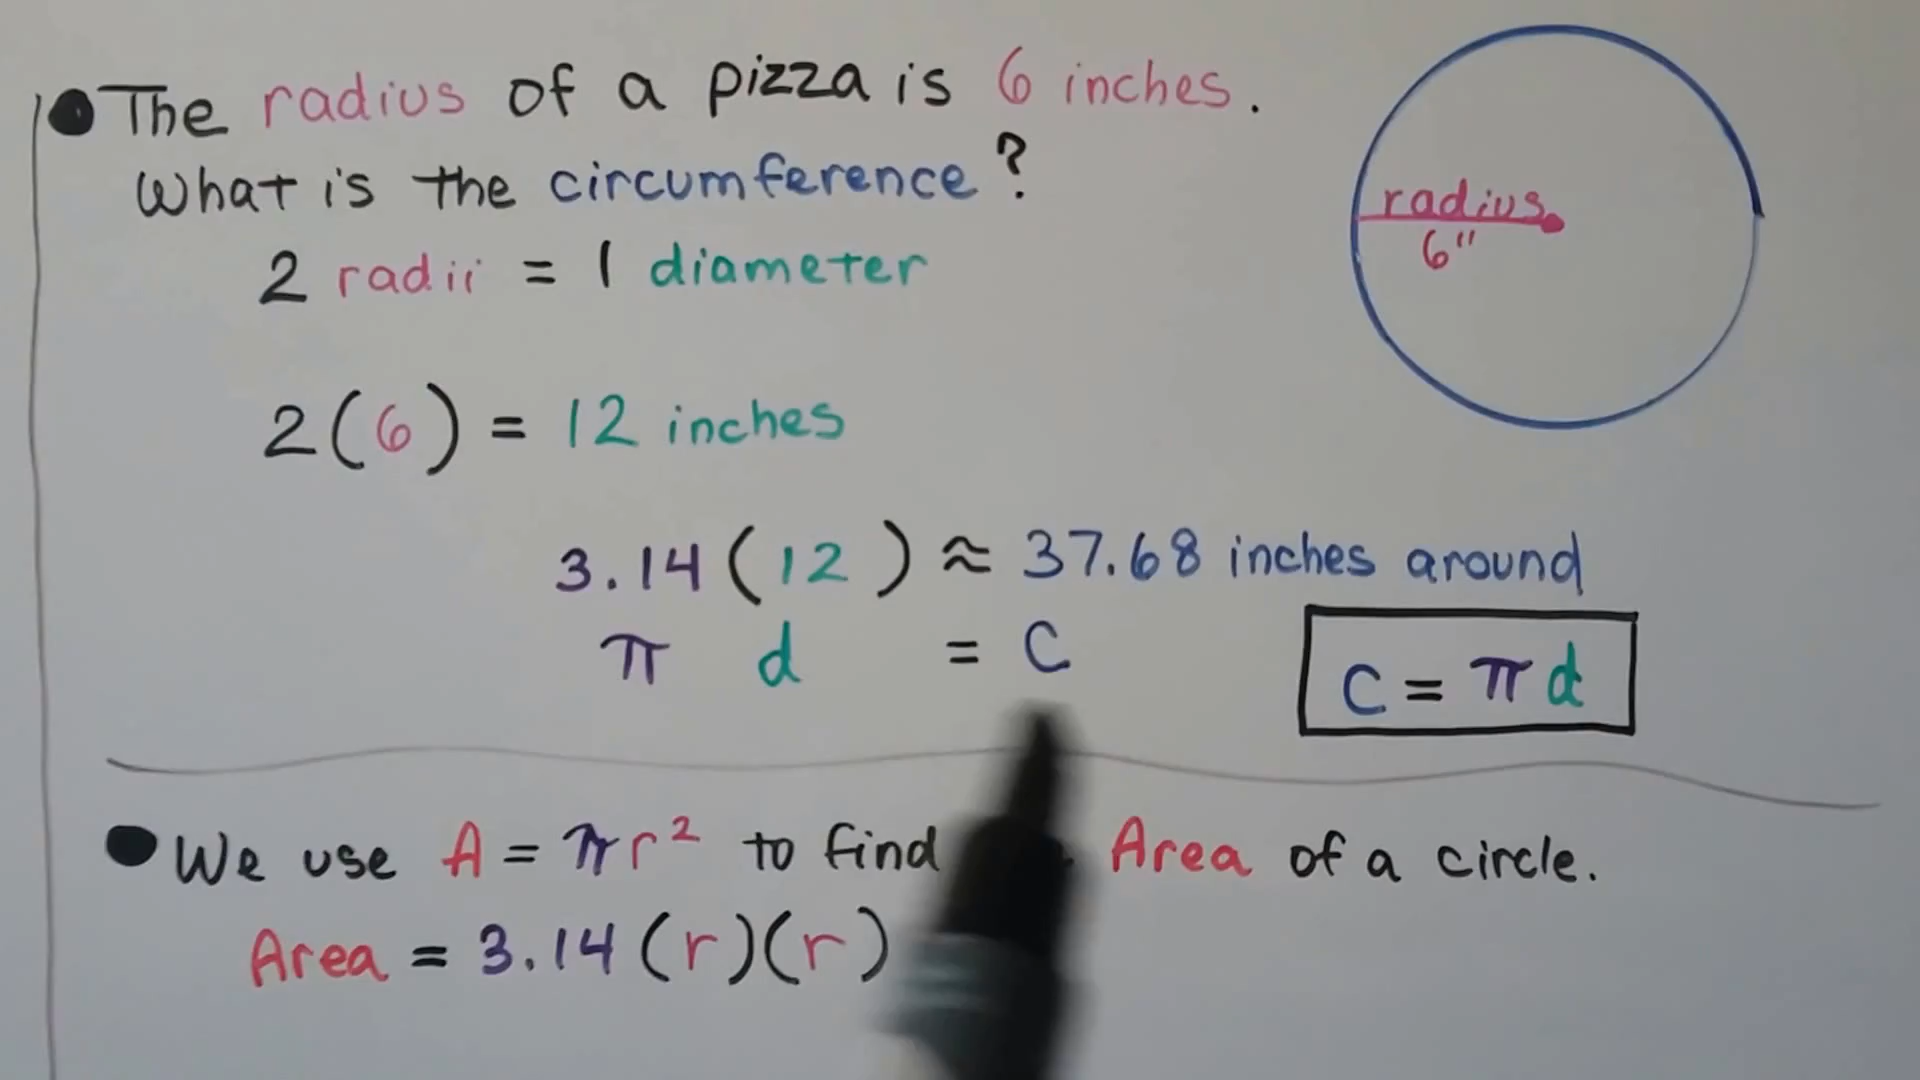 The radius of a pizza is 6 inches.
What is the circumference?
radius
6"
2 radii = 1 diameter
2(6) = 12 inches
3.14(12) ≈ 37.68 inches around
π d = C
C = πd
We use A = πr² to find Area of a circle.
Area = 3.14(r)(r)